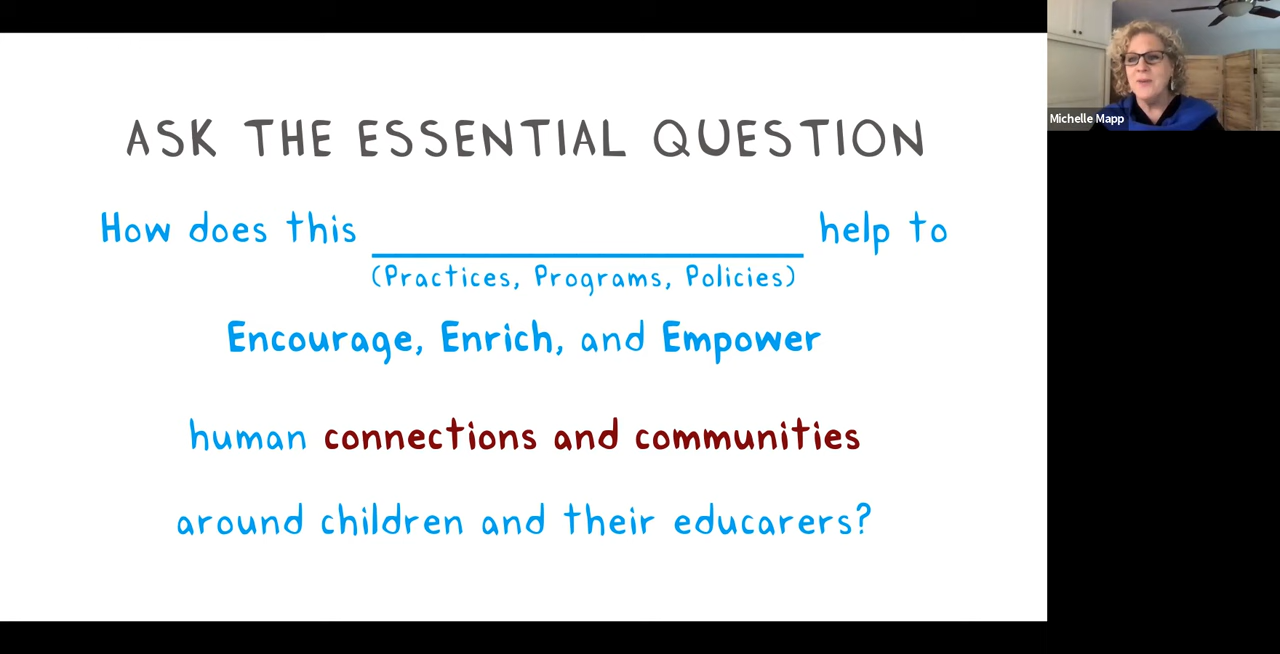 ASK THE ESSENTIAL QUESTION
How does this ____________________ help to
(Practices, Programs, Policies)
Encourage, Enrich, and Empower
human connections and communities
around children and their educarers?
Michelle Mapp